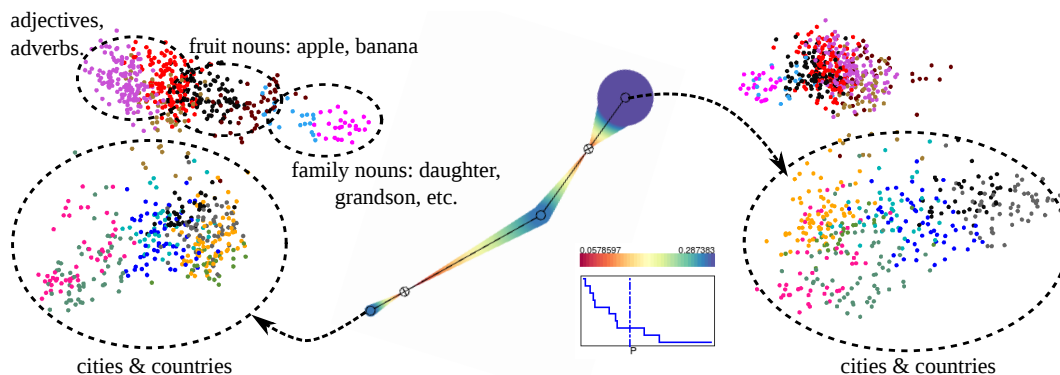 adjectives,
adverbs.
fruit nouns: apple, banana
family nouns: daughter,
grandson, etc.
0.0578597
0.287383
P
cities & countries
cities & countries